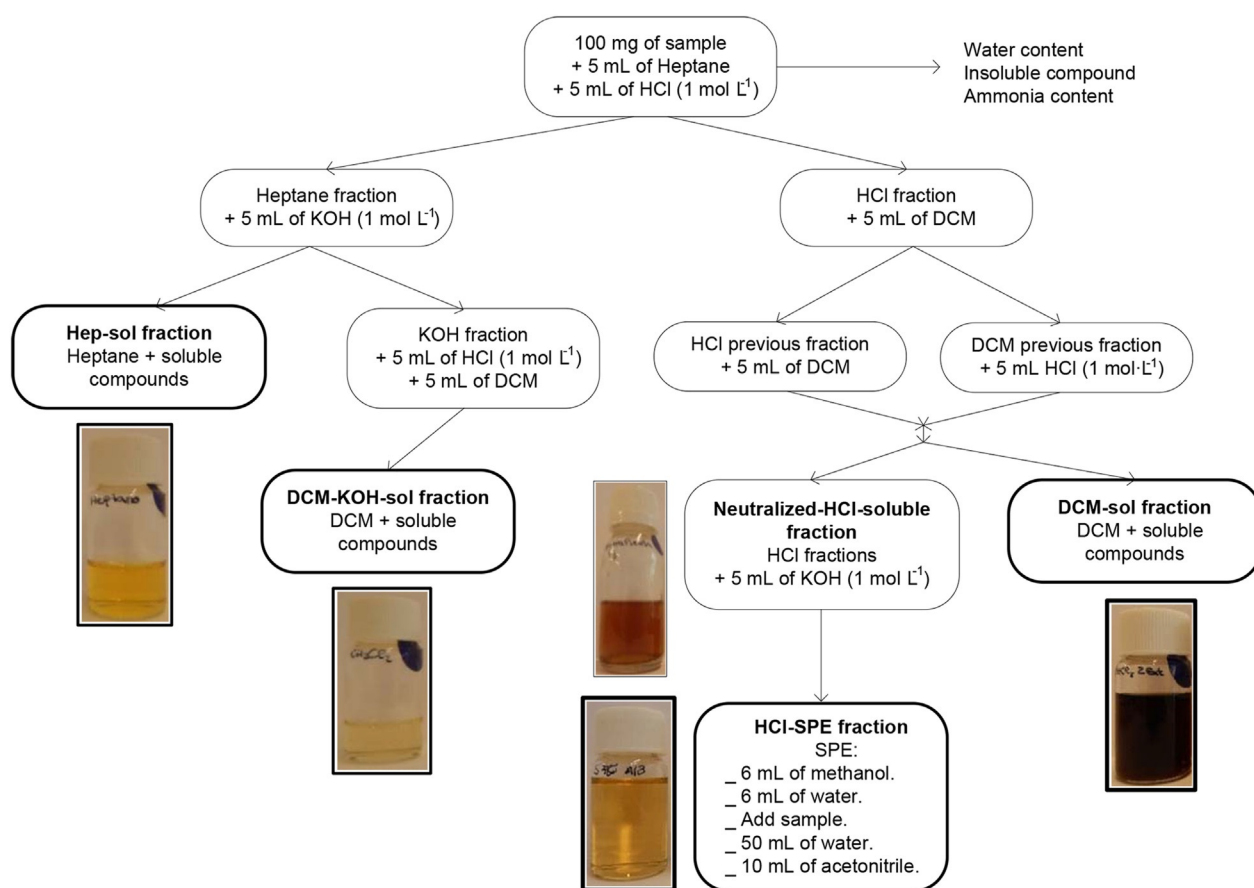 100 mg of sample
+ 5 mL of Heptane
+ 5 mL of HCl (1 mol L⁻¹)
Water content
Insoluble compound
Ammonia content
Heptane fraction
+ 5 mL of KOH (1 mol L⁻¹)
HCl fraction
+ 5 mL of DCM
Hep-sol fraction
Heptane + soluble
compounds
KOH fraction
+ 5 mL of HCl (1 mol L⁻¹)
+ 5 mL of DCM
HCl previous fraction
+ 5 mL of DCM
DCM previous fraction
+ 5 mL HCl (1 mol·L⁻¹)
Heptano
DCM-KOH-sol fraction
DCM + soluble
compounds
Neutralized-HCl-soluble
fraction
HCl fractions
+ 5 mL of KOH (1 mol L⁻¹)
DCM-sol fraction
DCM + soluble
compounds
CH₂Cl₂
HCl-SPE fraction
SPE:
_ 6 mL of methanol.
_ 6 mL of water.
_ Add sample.
_ 50 mL of water.
_ 10 mL of acetonitrile.